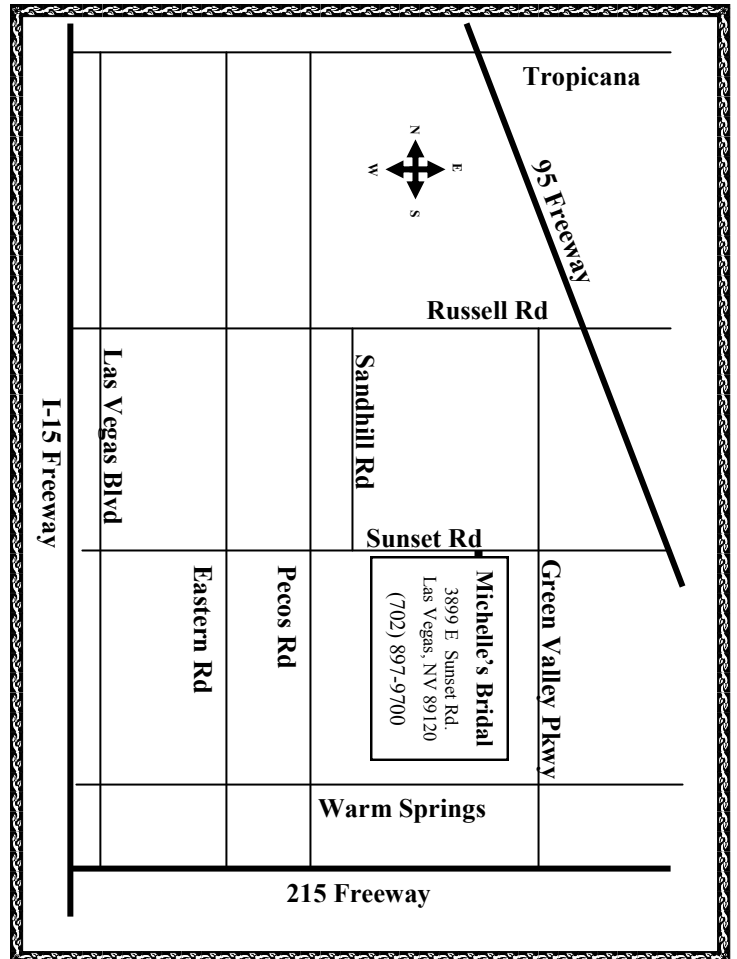 Tropicana
N
E
W
S
95 Freeway
Russell Rd
Las Vegas Blvd
Sandhill Rd
I-15 Freeway
Sunset Rd
Eastern Rd
Pecos Rd
Michelle's Bridal
3899 E. Sunset Rd.
Las Vegas, NV 89120
(702) 897-9700
Green Valley Pkwy
Warm Springs
215 Freeway